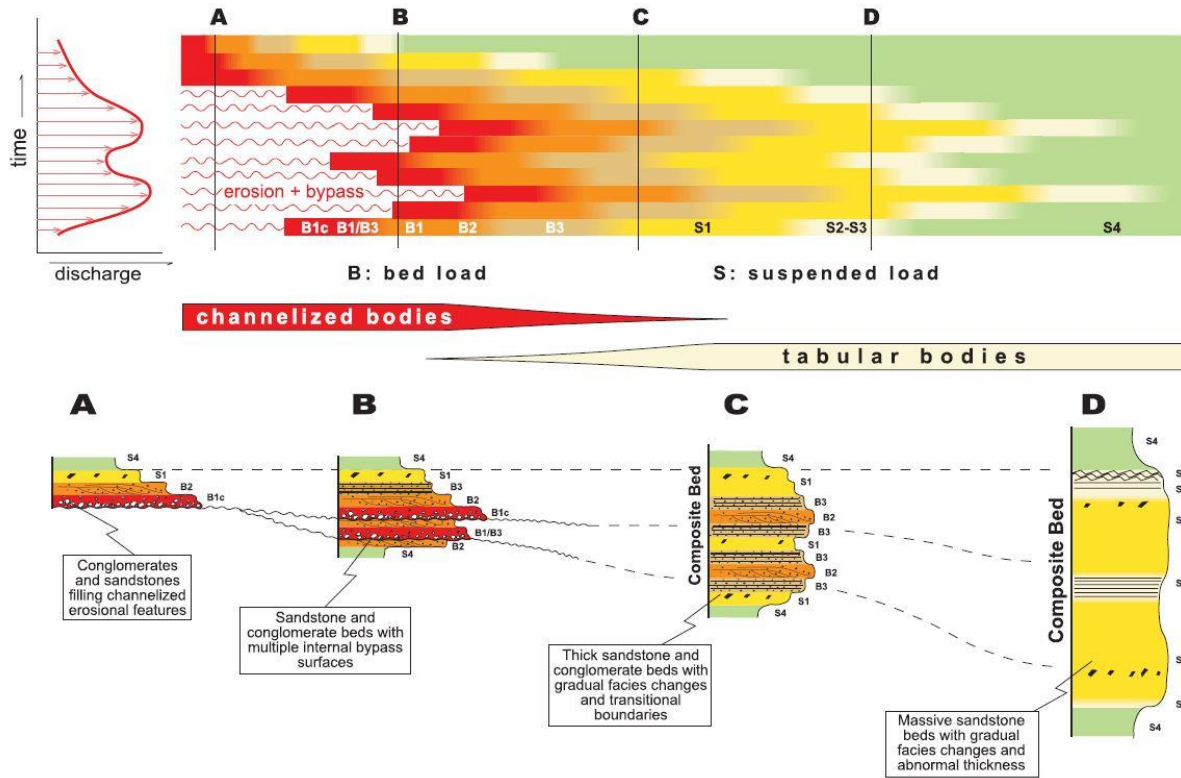 A
B
C
D
time
discharge
erosion + bypass
B1c B1/B3 B1 B2 B3 S1 S2-S3 S4
B: bed load
S: suspended load
channelized bodies
tabular bodies
A
S4
S1
B2
B1c
Conglomerates
and sandstones
filling channelized
erosional features
B
S4
S1
B3
B2
B1c
B1/B3
B2
S4
Sandstone and
conglomerate beds with
multiple internal bypass
surfaces
C
Composite Bed
S4
S1
B3
B2
B3
S1
B3
B2
B3
S1
S4
Thick sandstone and
conglomerate beds with
gradual facies changes
and transitional
boundaries
D
Composite Bed
S4
S
S
S
S
S
S
S4
Massive sandstone
beds with gradual
facies changes and
abnormal thickness